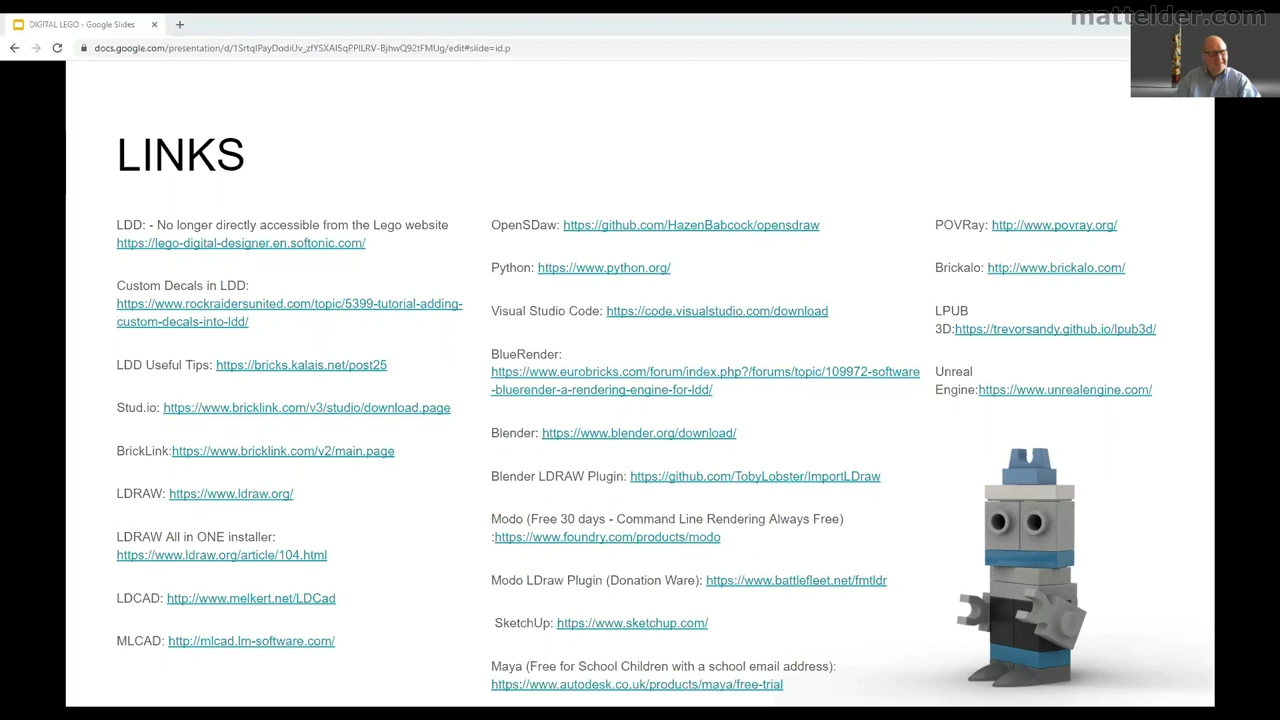 mattelder.com
DIGITAL LEGO - Google Slides
docs.google.com/presentation/d/1SrtqlPayDodiUv_zfYSXAl5qPPlLRV-BjhwQ92tFMUg/edit#slide=id.p
LINKS
LDD: - No longer directly accessible from the Lego website
https://lego-digital-designer.en.softonic.com/
Custom Decals in LDD:
https://www.rockraidersunited.com/topic/5399-tutorial-adding-
custom-decals-into-ldd/
LDD Useful Tips: https://bricks.kalais.net/post25
Stud.io: https://www.bricklink.com/v3/studio/download.page
BrickLink:https://www.bricklink.com/v2/main.page
LDRAW: https://www.ldraw.org/
LDRAW All in ONE installer:
https://www.ldraw.org/article/104.html
LDCAD: http://www.melkert.net/LDCad
MLCAD: http://mlcad.lm-software.com/
OpenSDaw: https://github.com/HazenBabcock/opensdraw
Python: https://www.python.org/
Visual Studio Code: https://code.visualstudio.com/download
BlueRender:
https://www.eurobricks.com/forum/index.php?/forums/topic/109972-software
-bluerender-a-rendering-engine-for-ldd/
Blender: https://www.blender.org/download/
Blender LDRAW Plugin: https://github.com/TobyLobster/ImportLDraw
Modo (Free 30 days - Command Line Rendering Always Free)
:https://www.foundry.com/products/modo
Modo LDraw Plugin (Donation Ware): https://www.battlefleet.net/fmtldr
SketchUp: https://www.sketchup.com/
Maya (Free for School Children with a school email address):
https://www.autodesk.co.uk/products/maya/free-trial
POVRay: http://www.povray.org/
Brickalo: http://www.brickalo.com/
LPUB
3D:https://trevorsandy.github.io/lpub3d/
Unreal
Engine:https://www.unrealengine.com/